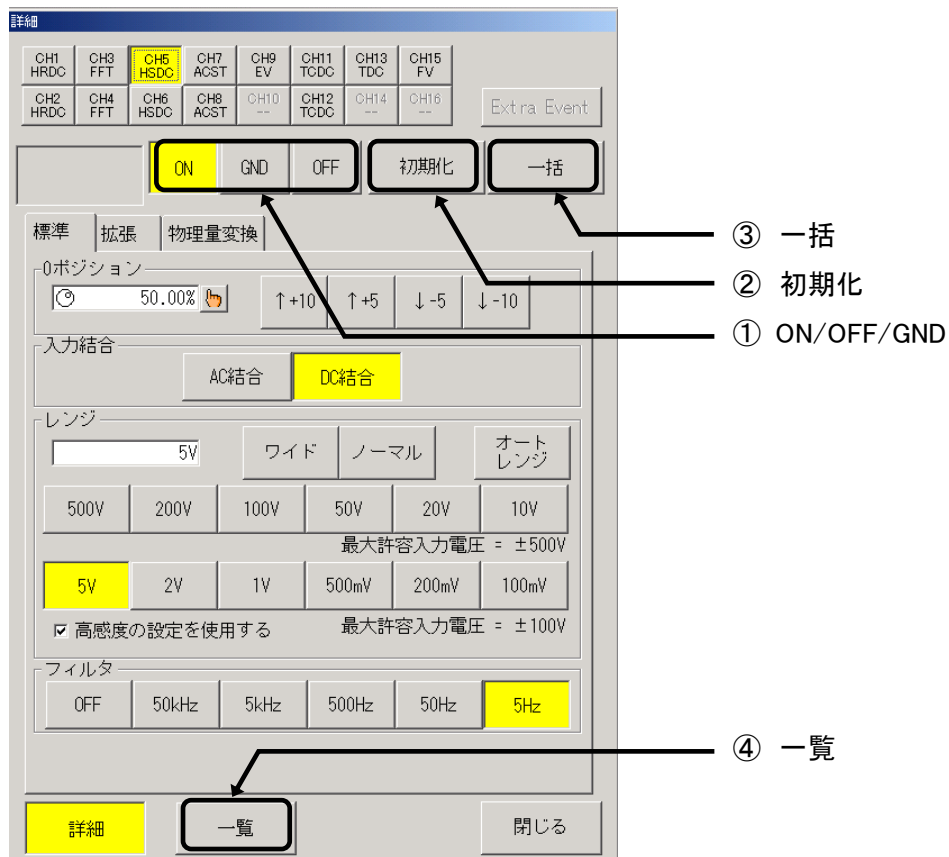 詳細
CH1 CH3 CH5 CH7 CH9 CH11 CH13 CH15
HRDC FFT HSDC ACST EV TCDC TDC FV
CH2 CH4 CH6 CH8 CH10 CH12 CH14 CH16
HRDC FFT HSDC ACST -- TCDC -- --
Extra Event
ON GND OFF 初期化 一括
③ 一括
標準 拡張 物理量変換
② 初期化
0ポジション
50.00% ↑+10 ↑+5 ↓-5 ↓-10
① ON/OFF/GND
入力結合
AC結合 DC結合
レンジ
5V ワイド ノーマル オート
レンジ
500V 200V 100V 50V 20V 10V
最大許容入力電圧 = ±500V
5V 2V 1V 500mV 200mV 100mV
高感度の設定を使用する 最大許容入力電圧 = ±100V
フィルタ
OFF 50kHz 5kHz 500Hz 50Hz 5Hz
④ 一覧
詳細 一覧 閉じる